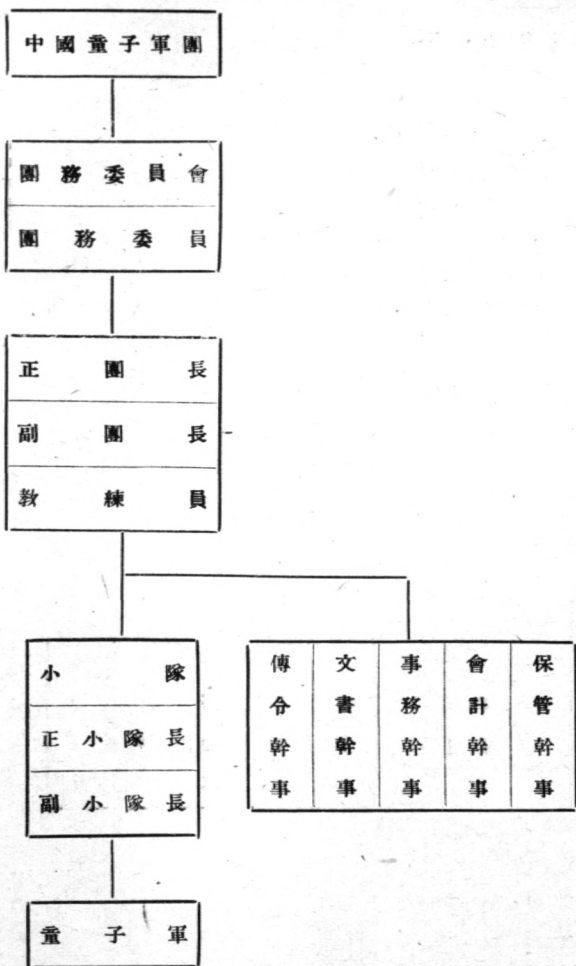 中國童子軍團
團務委員會
團務委員
正團長
副團長
教練員
小隊
正小隊長
副小隊長
傳令幹事
文書幹事
事務幹事
會計幹事
保管幹事
童子軍